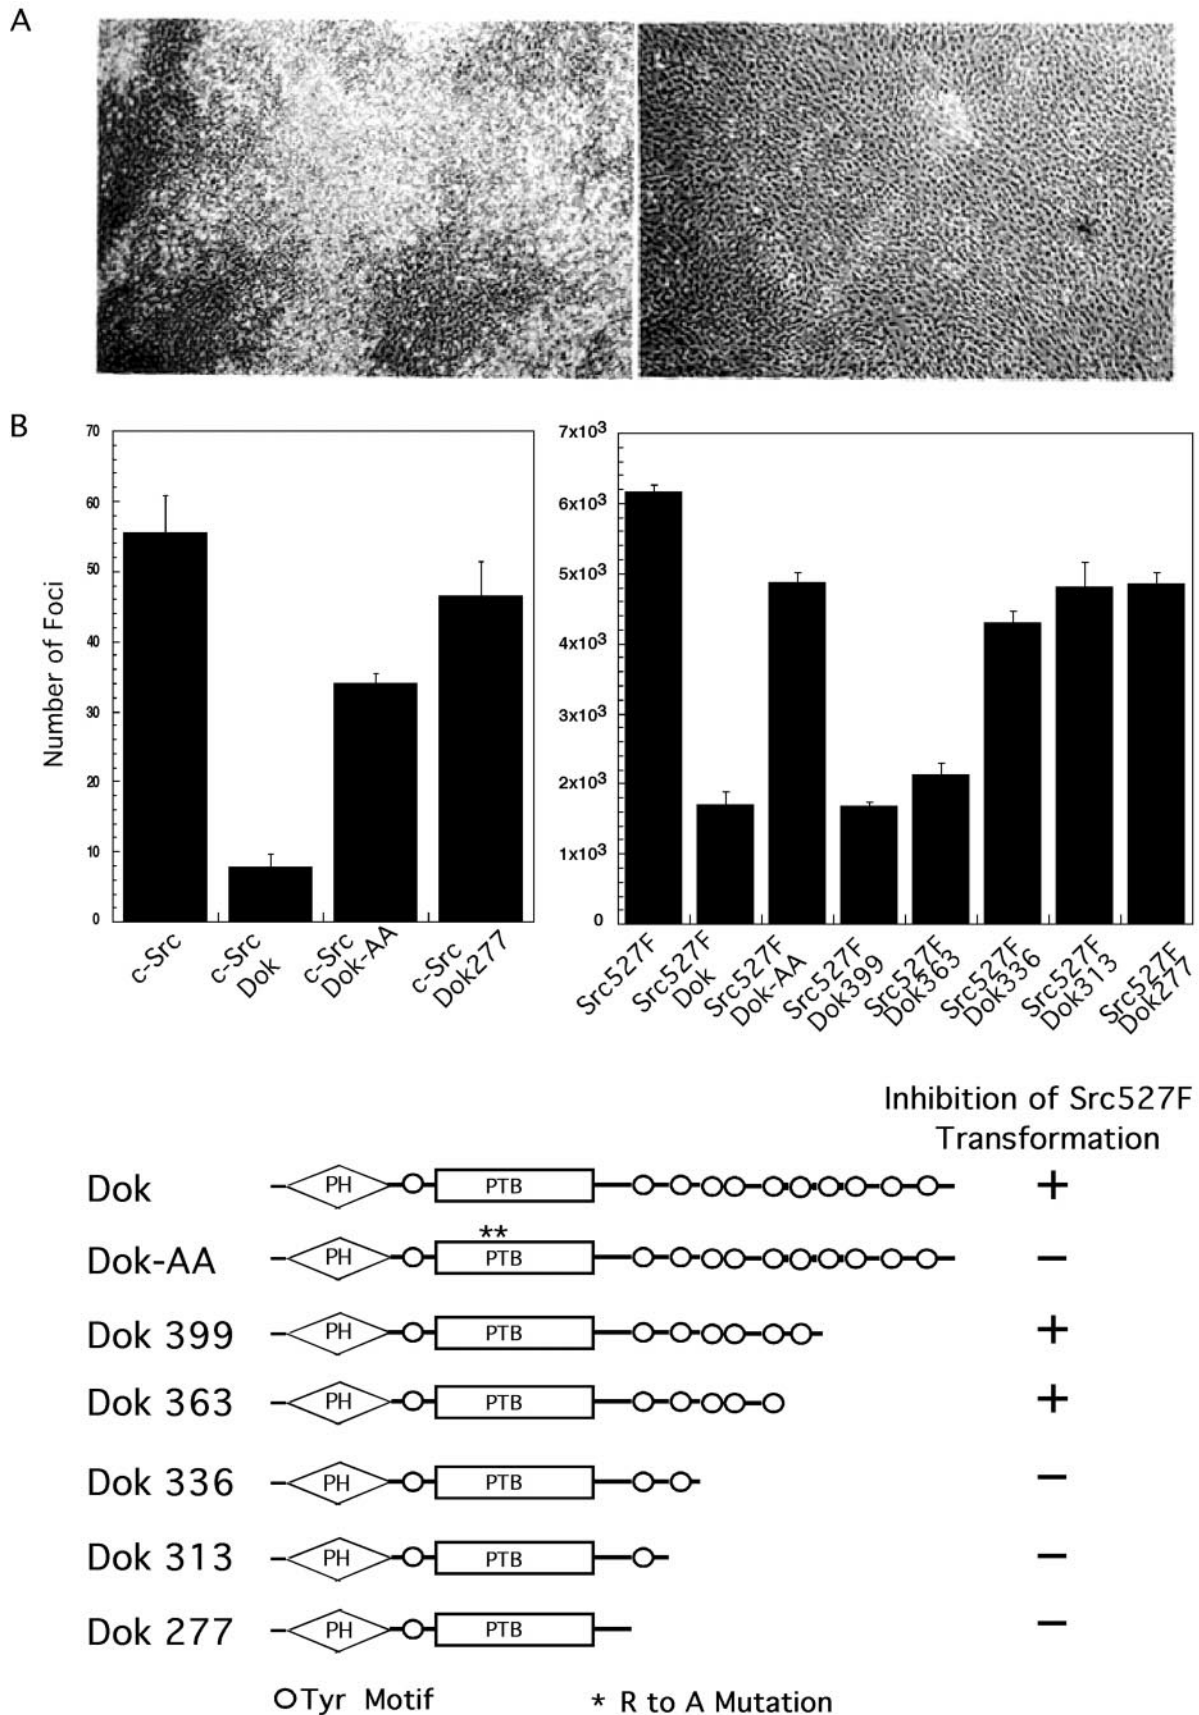 A
B
Number of Foci
70
60
50
40
30
20
10
0
c-Src
c-Src
Dok
c-Src
Dok-AA
c-Src
Dok277
7x10³
6x10³
5x10³
4x10³
3x10³
2x10³
1x10³
0
Src527F
Src527F
Dok
Src527F
Dok-AA
Src527F
Dok399
Src527F
Dok363
Src527F
Dok336
Src527F
Dok313
Src527F
Dok277
Inhibition of Src527F
Transformation
Dok PH PTB +
**
Dok-AA PH PTB −
Dok 399 PH PTB +
Dok 363 PH PTB +
Dok 336 PH PTB −
Dok 313 PH PTB −
Dok 277 PH PTB −
Tyr Motif * R to A Mutation